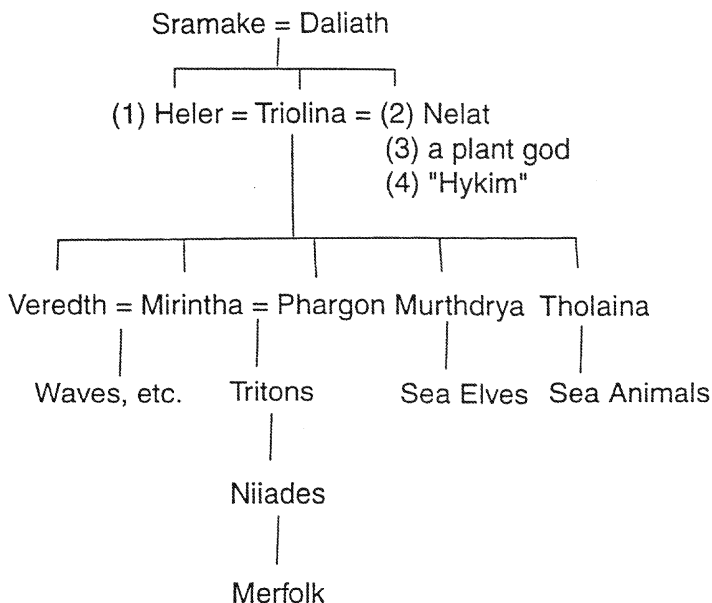 Sramake = Daliath
(1) Heler = Triolina = (2) Nelat
(3) a plant god
(4) "Hykim"
Veredth = Mirintha = Phargon Murthdrya Tholaina
Waves, etc. Tritons Sea Elves Sea Animals
Niiades
Merfolk